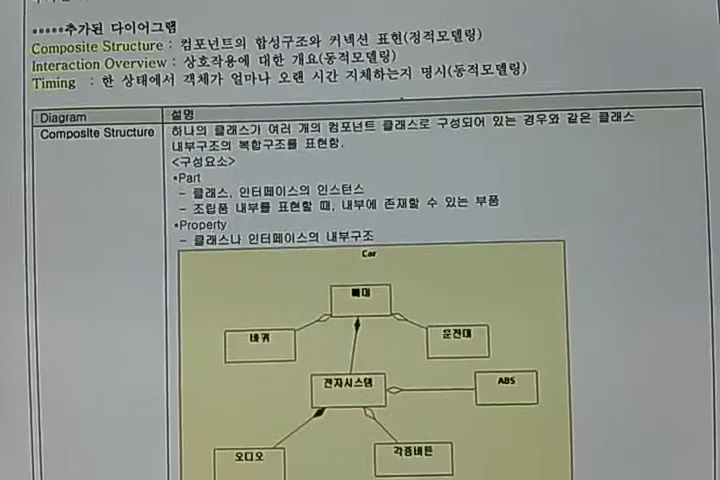 *****추가된 다이어그램
Composite Structure : 컴포넌트의 합성구조와 커넥션 표현(정적모델링)
Interaction Overview : 상호작용에 대한 개요(동적모델링)
Timing : 한 상태에서 객체가 얼마나 오랜 시간 지체하는지 명시(동적모델링)
Diagram 설명
Composite Structure 하나의 클래스가 여러 개의 컴포넌트 클래스로 구성되어 있는 경우와 같은 클래스
내부구조의 복합구조를 표현함.
<구성요소>
•Part
- 클래스, 인터페이스의 인스턴스
- 조립품 내부를 표현할 때, 내부에 존재할 수 있는 부품
•Property
- 클래스나 인터페이스의 내부구조
Car
뼈대
바퀴
운전대
전자시스템
ABS
오디오
각종버튼